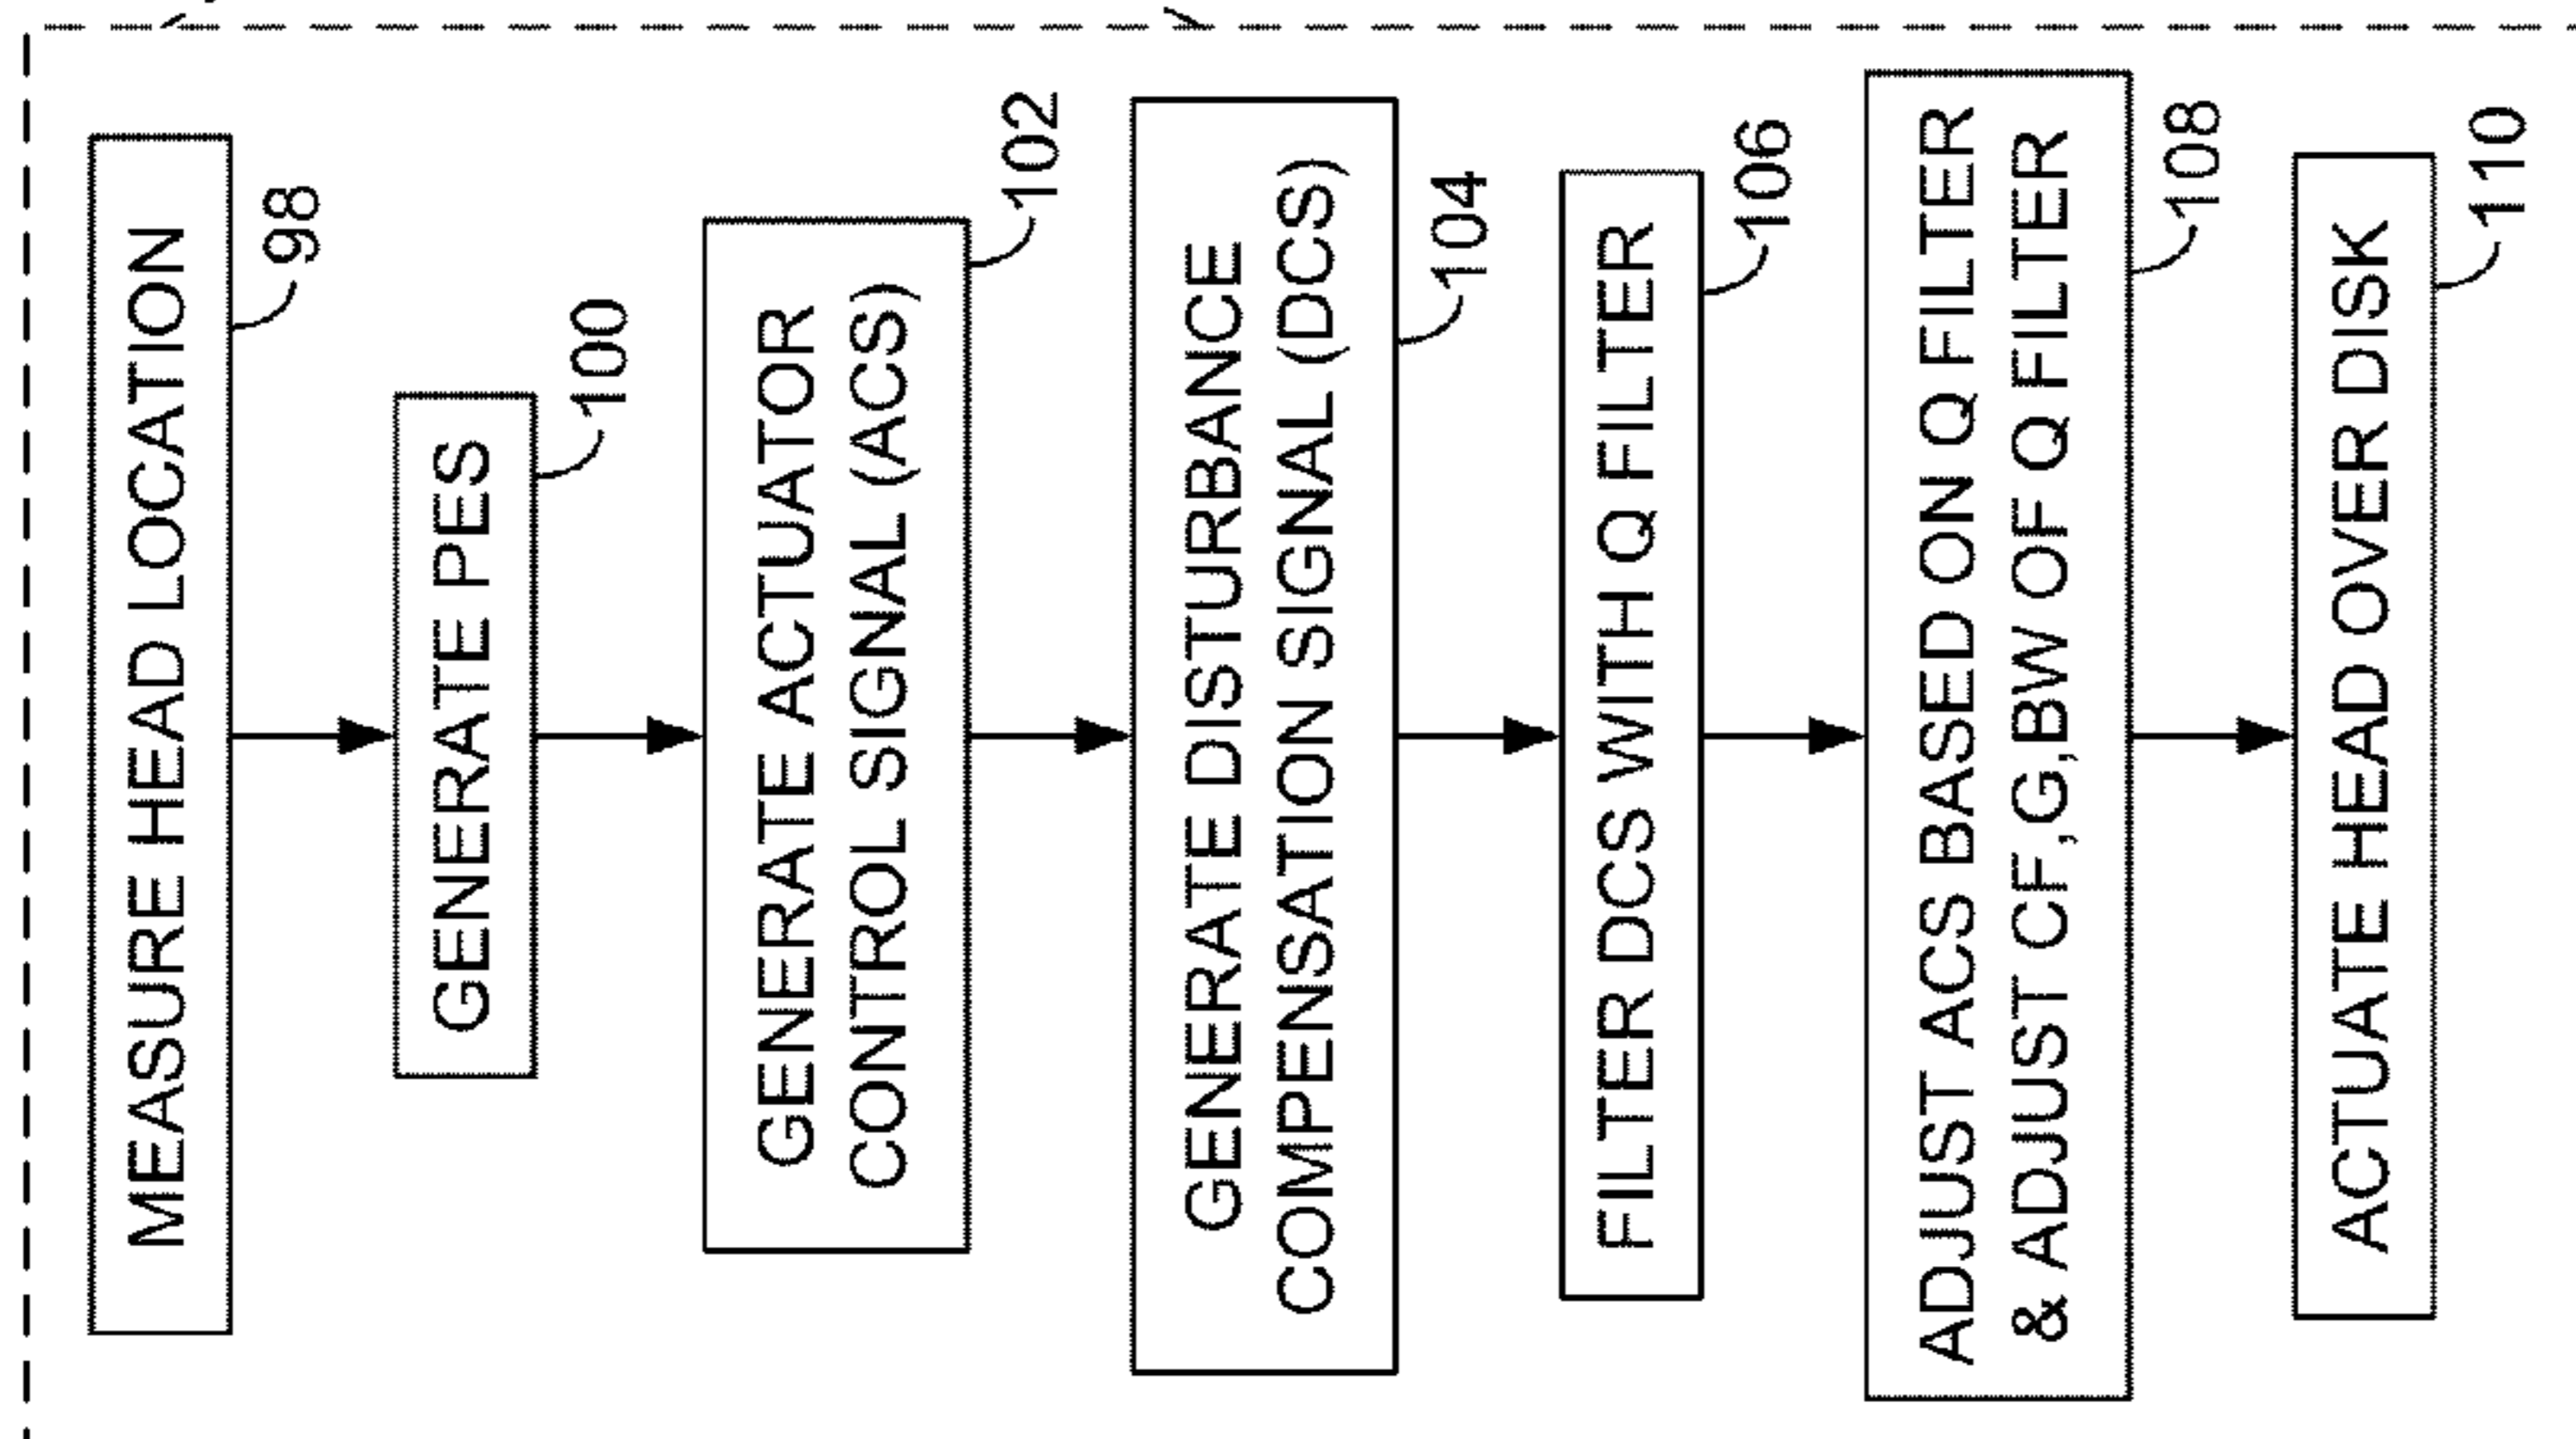 MEASURE HEAD LOCATION
98
GENERATE PES
100
GENERATE ACTUATOR
CONTROL SIGNAL (ACS)
102
GENERATE DISTURBANCE
COMPENSATION SIGNAL (DCS)
104
FILTER DCS WITH Q FILTER
106
ADJUST ACS BASED ON Q FILTER
& ADJUST CF,G,BW OF Q FILTER
108
ACTUATE HEAD OVER DISK
110